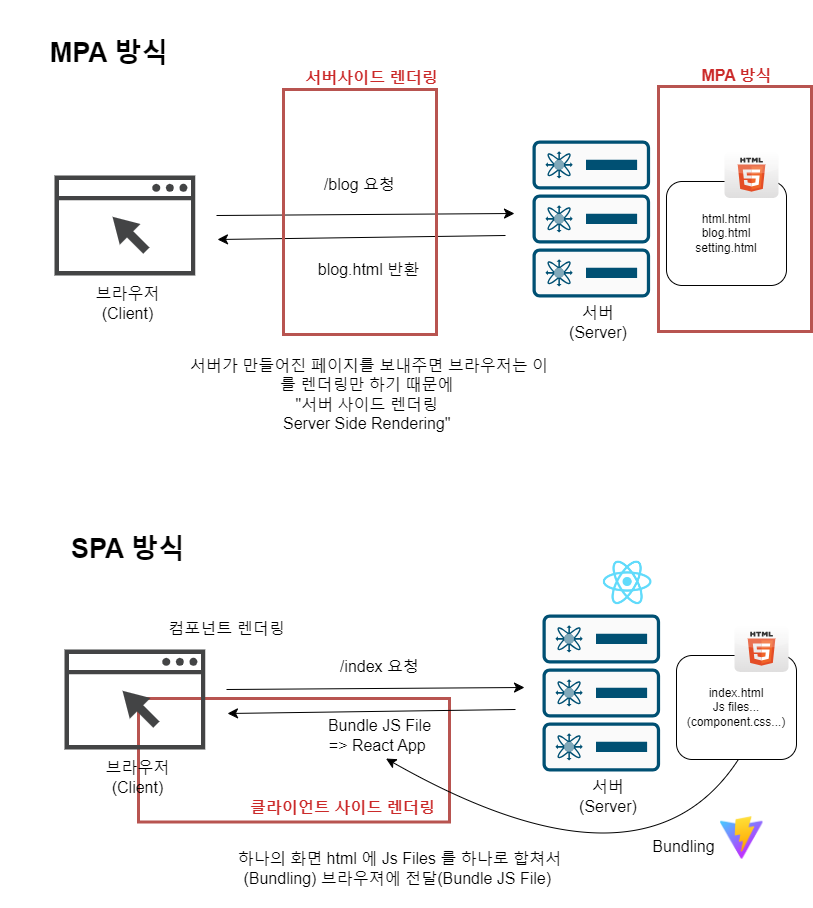 MPA 방식
서버사이드 렌더링
MPA 방식
/blog 요청
HTML
5
html.html
blog.html
setting.html
blog.html 반환
브라우저
(Client)
서버
(Server)
서버가 만들어진 페이지를 보내주면 브라우저는 이
를 렌더링만 하기 때문에
"서버 사이드 렌더링
Server Side Rendering"
SPA 방식
컴포넌트 렌더링
/index 요청
HTML
5
index.html
Js files...
(component.css...)
Bundle JS File
=> React App
브라우저
(Client)
서버
(Server)
클라이언트 사이드 렌더링
Bundling
하나의 화면 html 에 Js Files 를 하나로 합쳐서
(Bundling) 브라우져에 전달(Bundle JS File)